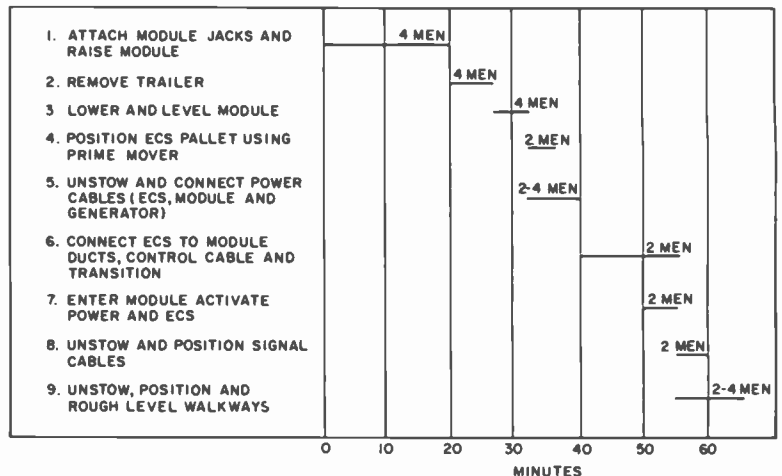 1. ATTACH MODULE JACKS AND
RAISE MODULE
4 MEN
2. REMOVE TRAILER
4 MEN
3 LOWER AND LEVEL MODULE
4 MEN
4. POSITION ECS PALLET USING
PRIME MOVER
2 MEN
5. UNSTOW AND CONNECT POWER
CABLES (ECS, MODULE AND
GENERATOR)
2-4 MEN
6. CONNECT ECS TO MODULE
DUCTS, CONTROL CABLE AND
TRANSITION
2 MEN
7. ENTER MODULE ACTIVATE
POWER AND ECS
2 MEN
8. UNSTOW AND POSITION SIGNAL
CABLES
2 MEN
9. UNSTOW, POSITION AND
ROUGH LEVEL WALKWAYS
2-4 MEN
0 10 20 30 40 50 60
MINUTES